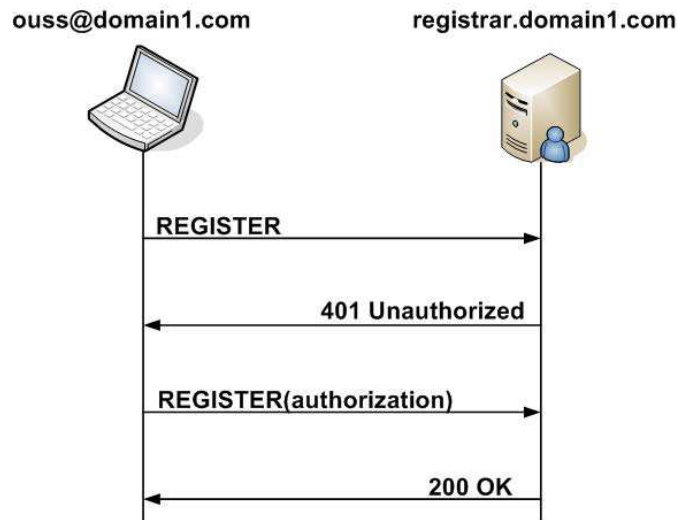 ouss@domain1.com
registrar.domain1.com
REGISTER
401 Unauthorized
REGISTER(authorization)
200 OK